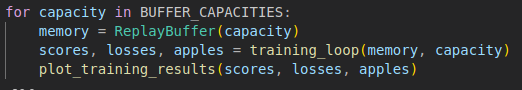 for capacity in BUFFER_CAPACITIES:
    memory = ReplayBuffer(capacity)
    scores, losses, apples = training_loop(memory, capacity)
    plot_training_results(scores, losses, apples)